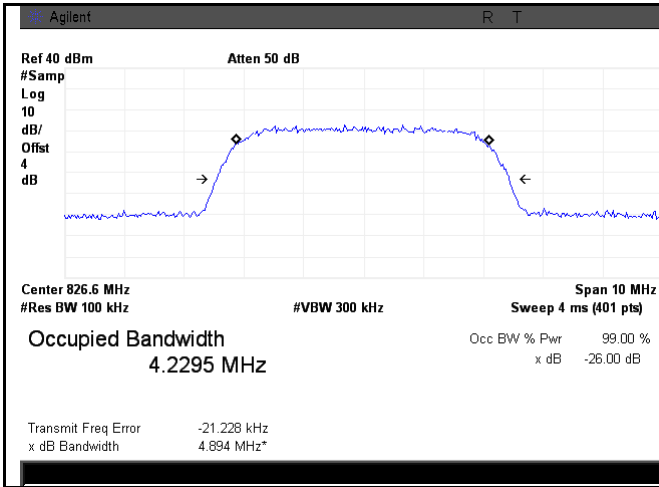 Agilent R T
Ref 40 dBm Atten 50 dB
#Samp
Log
10
dB/
Offst
4
dB
Center 826.6 MHz Span 10 MHz
#Res BW 100 kHz #VBW 300 kHz Sweep 4 ms (401 pts)
Occupied Bandwidth Occ BW % Pwr 99.00 %
4.2295 MHz x dB -26.00 dB
Transmit Freq Error -21.228 kHz
x dB Bandwidth 4.894 MHz*